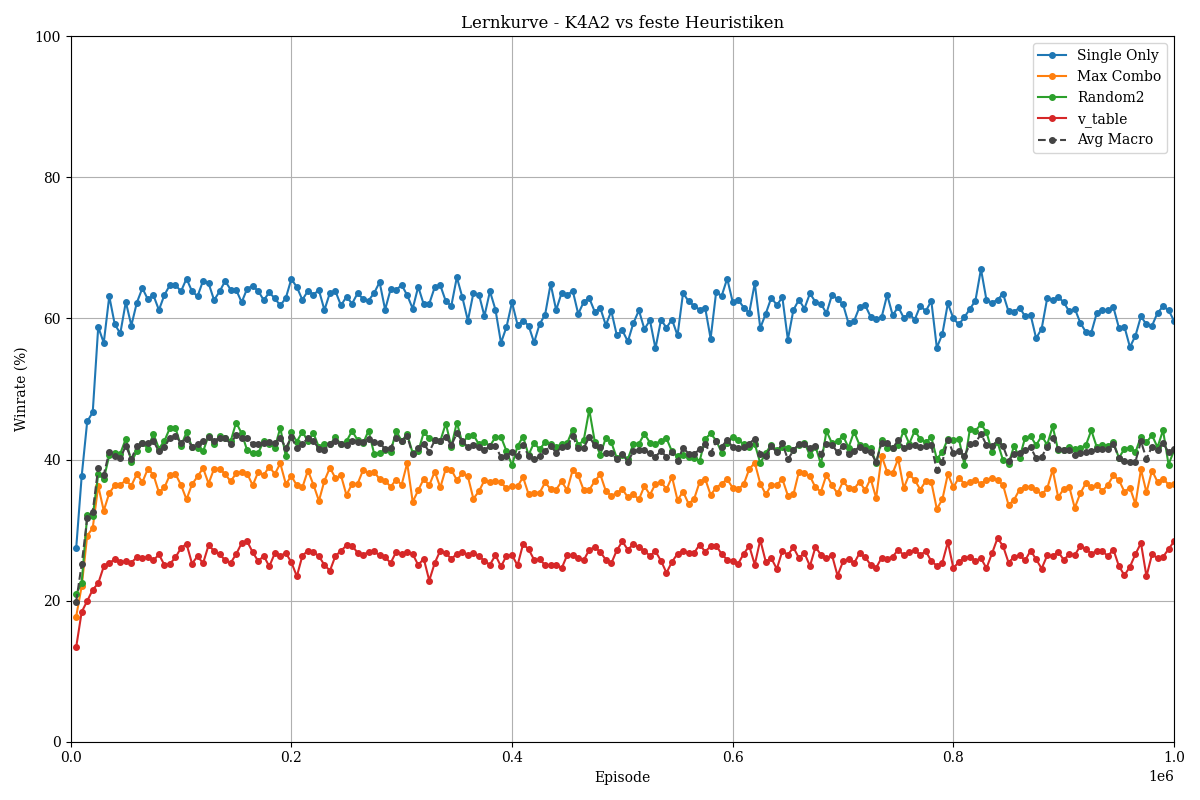 Lernkurve - K4A2 vs feste Heuristiken
Winrate (%)
100
80
60
40
20
0
Single Only
Max Combo
Random2
v_table
Avg Macro
0.0
0.2
0.4
0.6
0.8
1.0
1e6
Episode